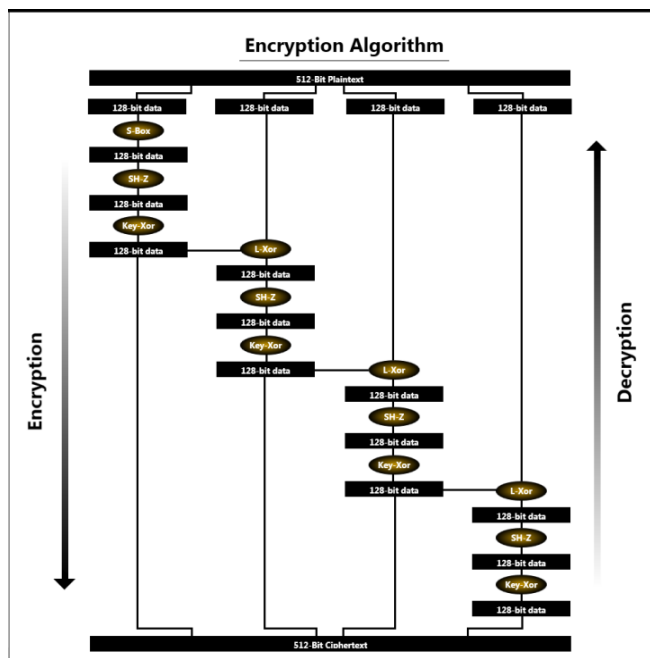 Encryption Algorithm
512-Bit Plaintext
128-bit data
128-bit data
128-bit data
128-bit data
S-Box
128-bit data
SH-Z
128-bit data
Key-Xor
128-bit data
L-Xor
128-bit data
SH-Z
128-bit data
Key-Xor
128-bit data
L-Xor
128-bit data
SH-Z
128-bit data
Key-Xor
128-bit data
L-Xor
128-bit data
SH-Z
128-bit data
Key-Xor
128-bit data
Encryption
Decryption
512-Bit Ciphertext